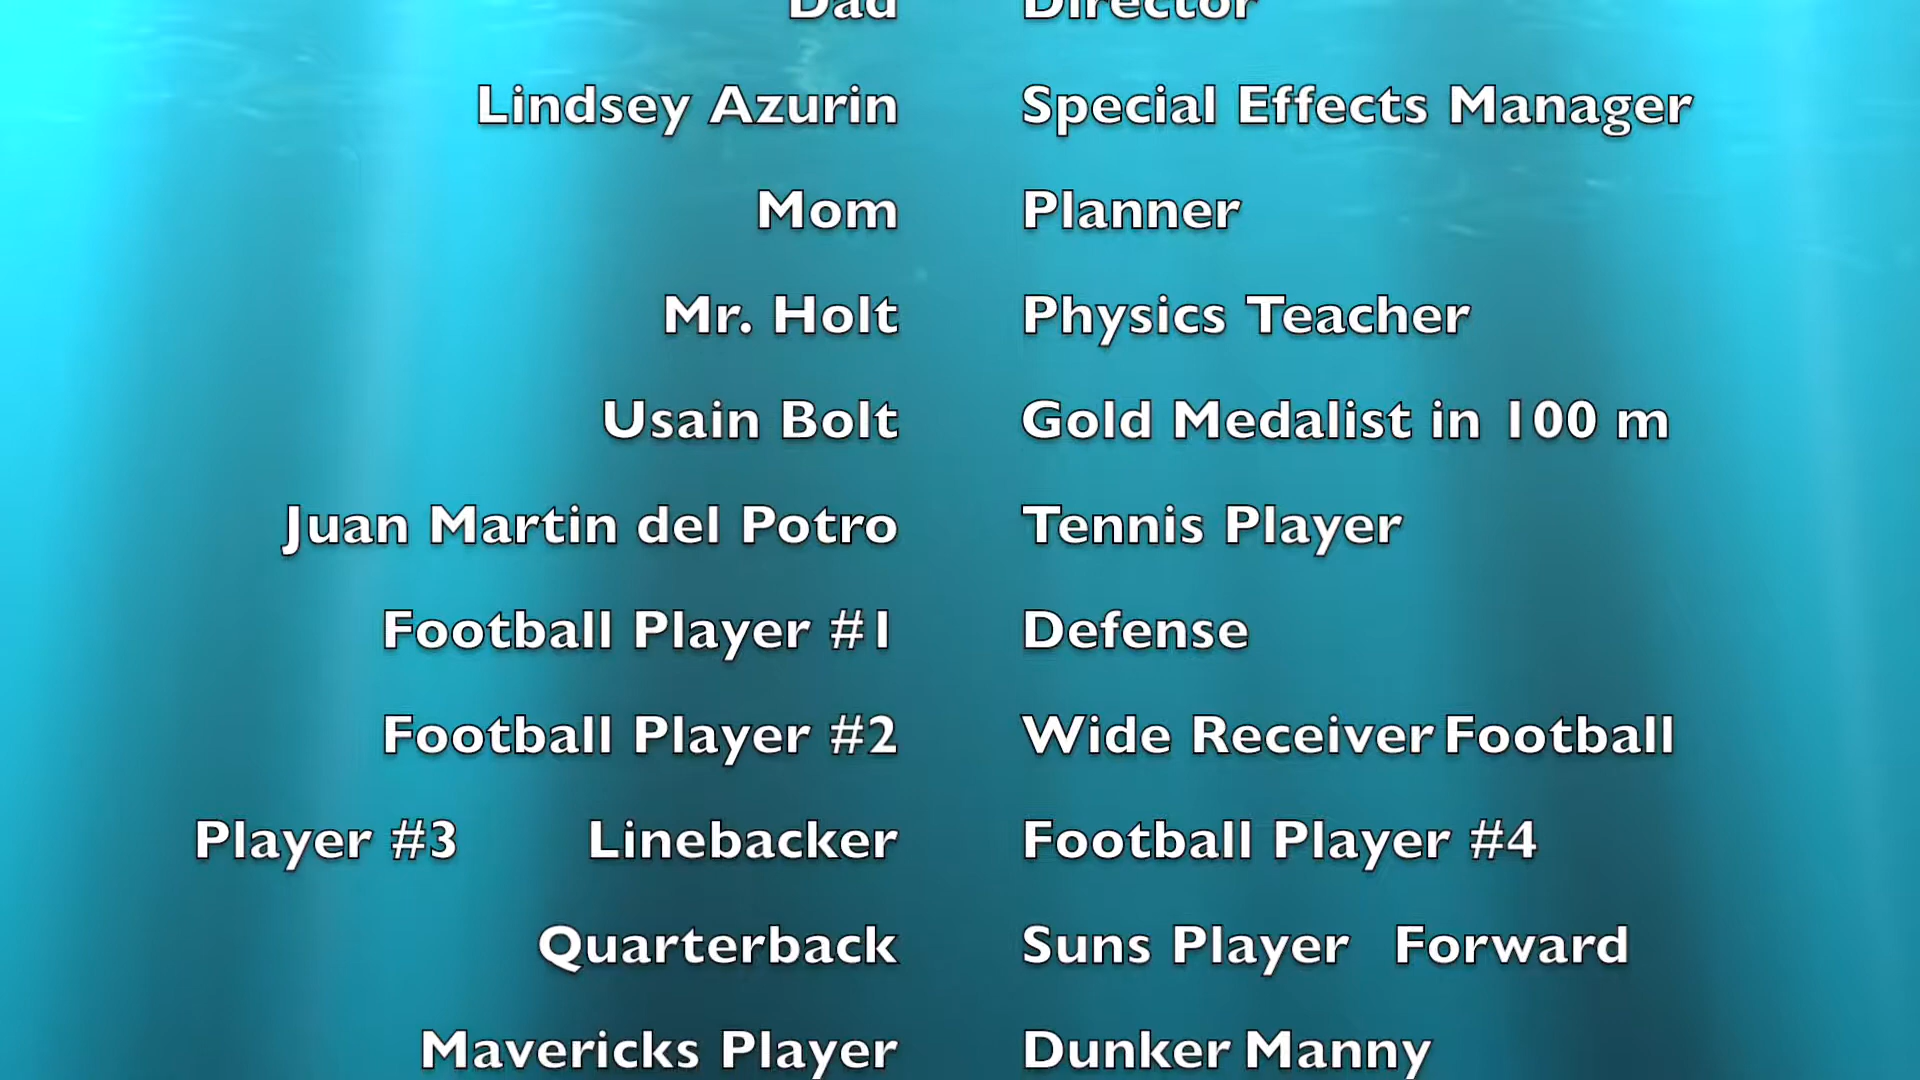 Dad Director
Lindsey Azurin Special Effects Manager
Mom Planner
Mr. Holt Physics Teacher
Usain Bolt Gold Medalist in 100 m
Juan Martin del Potro Tennis Player
Football Player #1 Defense
Football Player #2 Wide Receiver Football
Player #3 Linebacker Football Player #4
Quarterback Suns Player Forward
Mavericks Player Dunker Manny